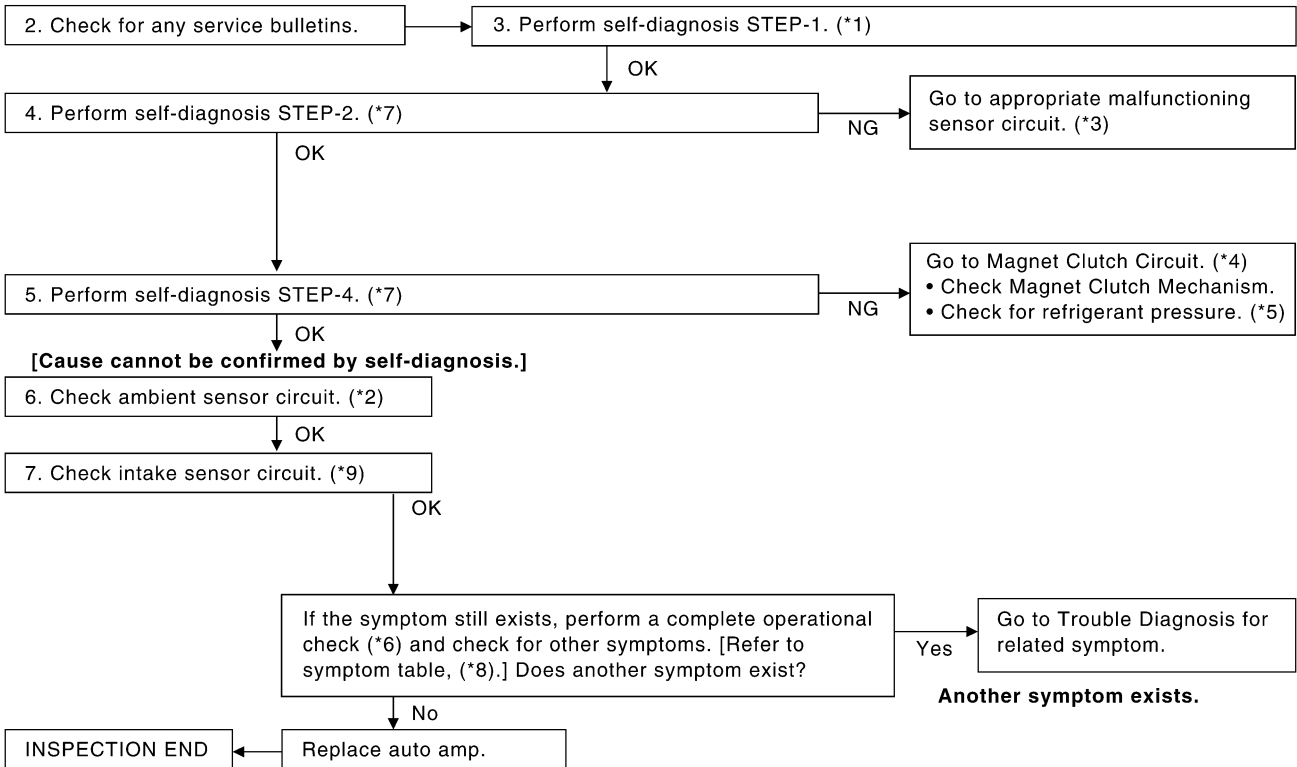 2. Check for any service bulletins.
3. Perform self-diagnosis STEP-1. (*1)
OK
4. Perform self-diagnosis STEP-2. (*7)
NG
Go to appropriate malfunctioning
sensor circuit. (*3)
OK
5. Perform self-diagnosis STEP-4. (*7)
NG
Go to Magnet Clutch Circuit. (*4)
• Check Magnet Clutch Mechanism.
• Check for refrigerant pressure. (*5)
OK
[Cause cannot be confirmed by self-diagnosis.]
6. Check ambient sensor circuit. (*2)
OK
7. Check intake sensor circuit. (*9)
OK
If the symptom still exists, perform a complete operational
check (*6) and check for other symptoms. [Refer to
symptom table, (*8).] Does another symptom exist?
Yes
Go to Trouble Diagnosis for
related symptom.
Another symptom exists.
No
Replace auto amp.
INSPECTION END